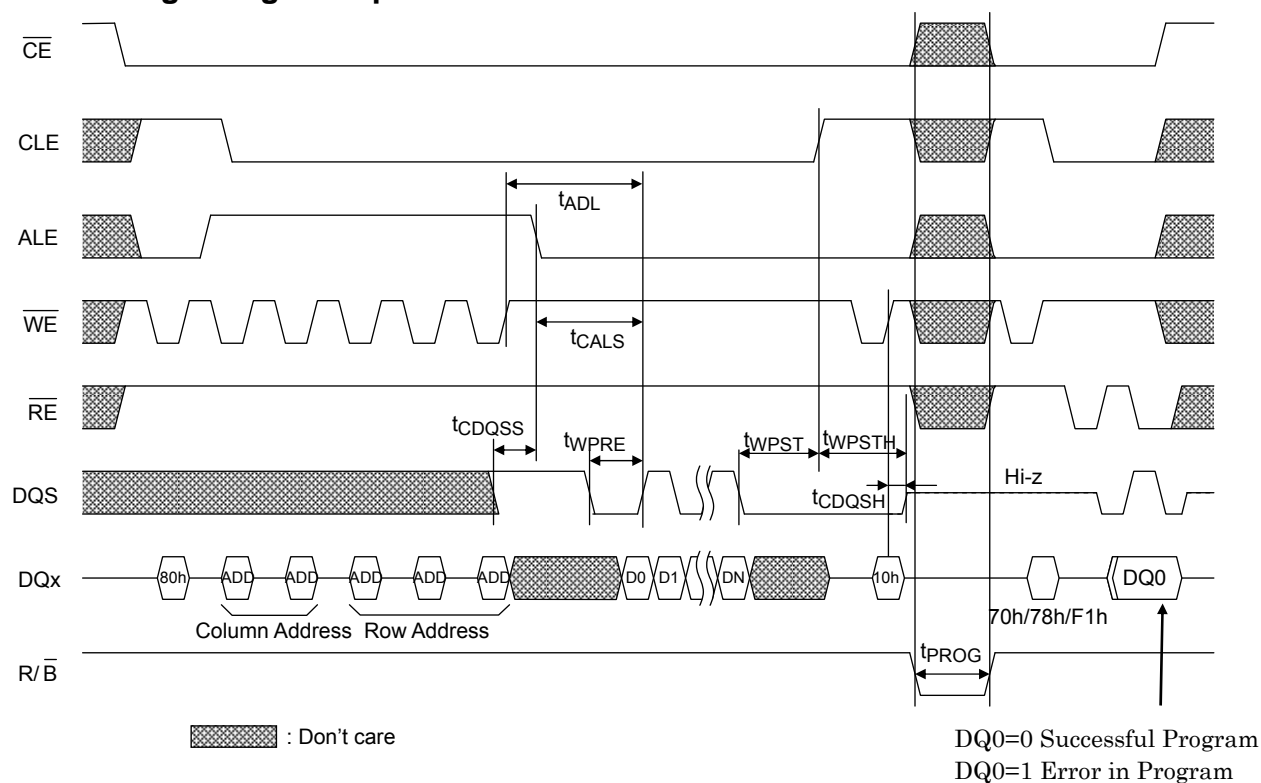 CE
CLE
tADL
ALE
WE
tCALS
RE
tCDQSS
tWPRE
tWPST
tWPSTH
Hi-z
DQS
tCDQSH
DQx
80h
ADD
ADD
ADD
ADD
ADD
D0
D1
DN
10h
DQ0
Column Address
Row Address
70h/78h/F1h
R/B
tPROG
: Don't care
DQ0=0 Successful Program
DQ0=1 Error in Program